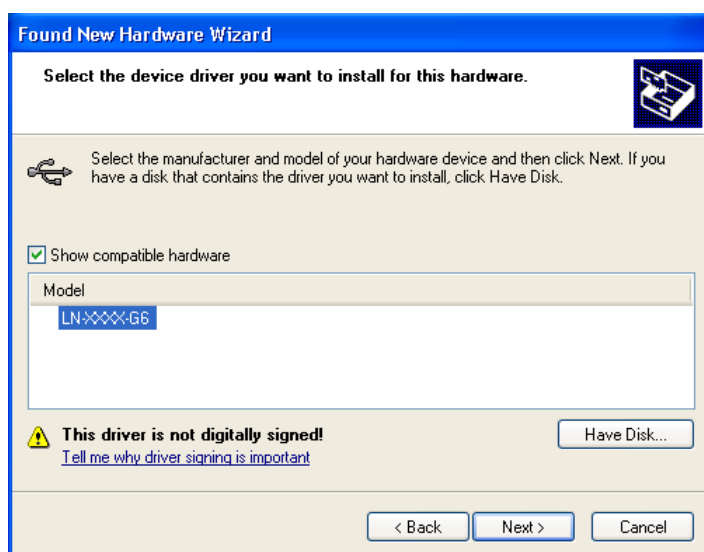 Found New Hardware Wizard
Select the device driver you want to install for this hardware.
Select the manufacturer and model of your hardware device and then click Next. If you
have a disk that contains the driver you want to install, click Have Disk.
Show compatible hardware
Model
LN-XXXX-G6
This driver is not digitally signed!
Have Disk...
Tell me why driver signing is important
< Back
Next >
Cancel